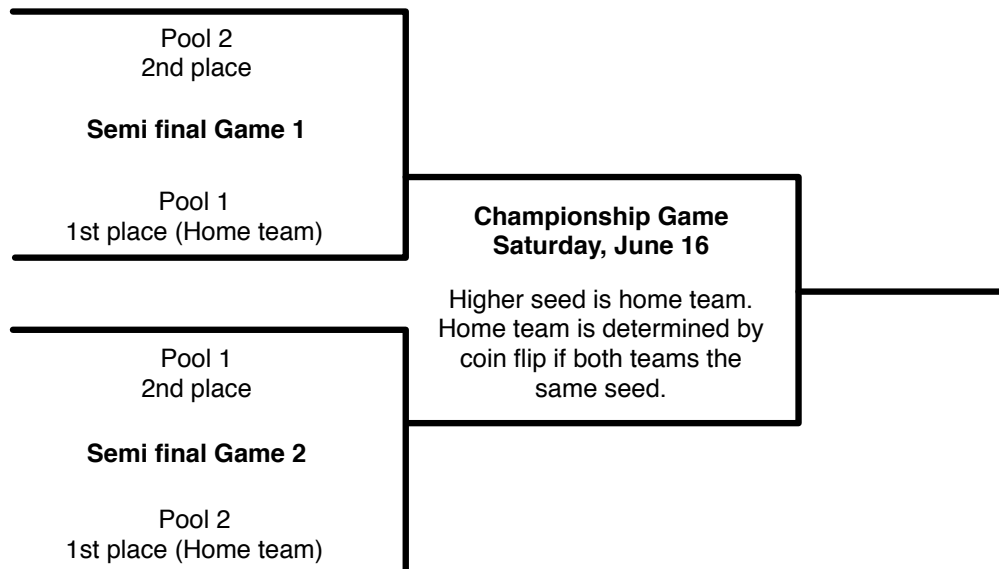 Pool 2
2nd place
Semi final Game 1
Pool 1
1st place (Home team)
Championship Game
Saturday, June 16
Higher seed is home team.
Home team is determined by
coin flip if both teams the
same seed.
Pool 1
2nd place
Semi final Game 2
Pool 2
1st place (Home team)